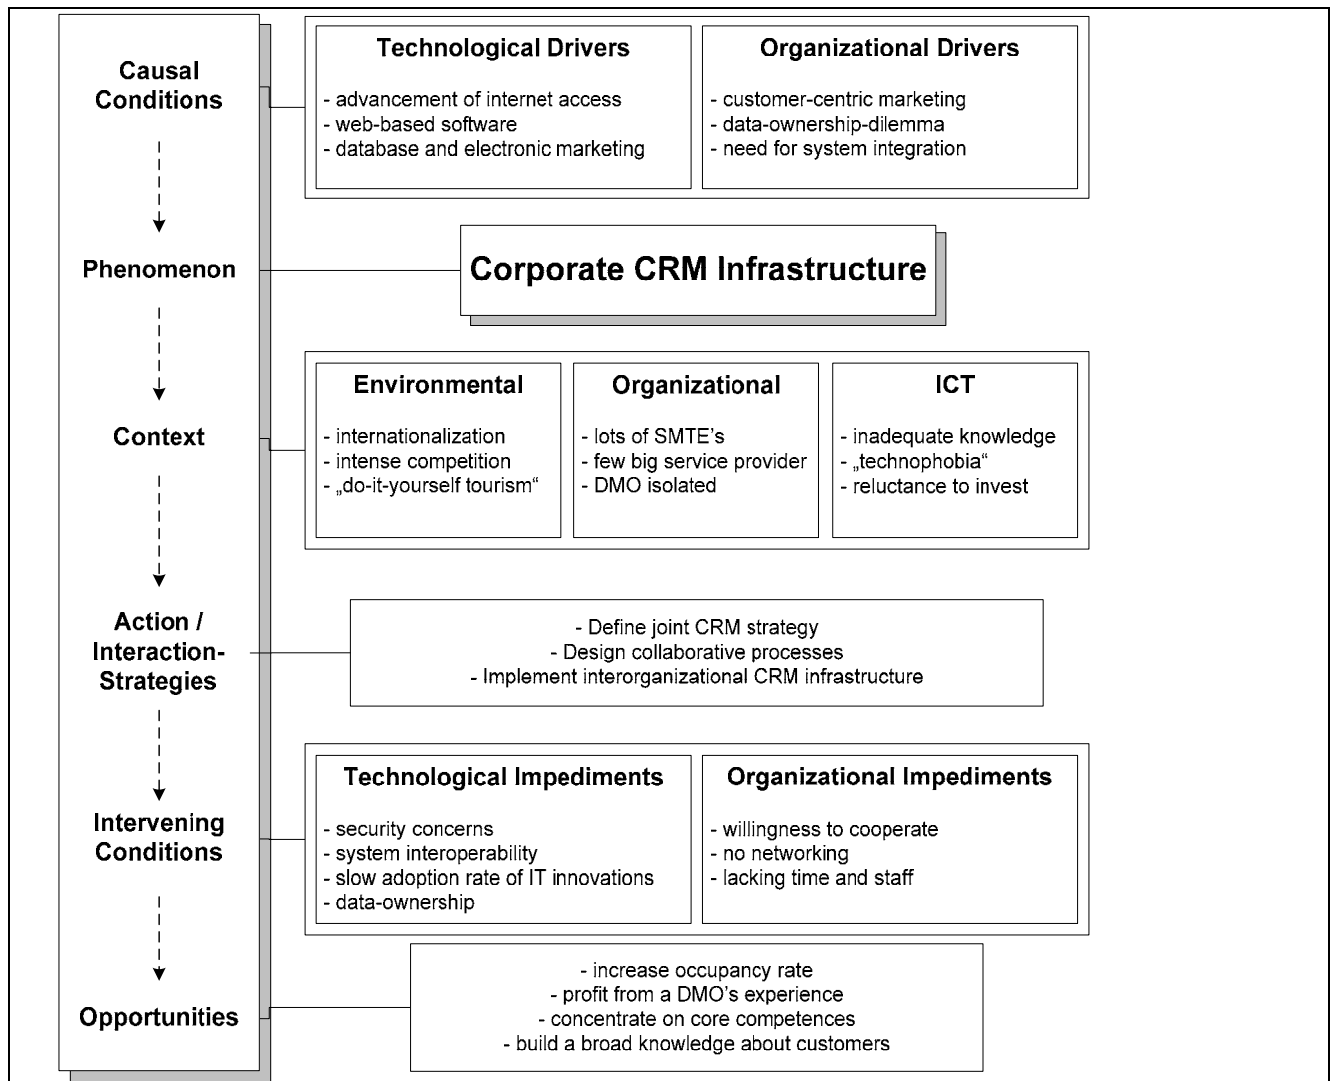 Causal
Conditions
Technological Drivers
- advancement of internet access
- web-based software
- database and electronic marketing
Organizational Drivers
- customer-centric marketing
- data-ownership-dilemma
- need for system integration
Phenomenon
Corporate CRM Infrastructure
Context
Environmental
- internationalization
- intense competition
- „do-it-yourself tourism“
Organizational
- lots of SMTE’s
- few big service provider
- DMO isolated
ICT
- inadequate knowledge
- „technophobia“
- reluctance to invest
Action /
Interaction-
Strategies
- Define joint CRM strategy
- Design collaborative processes
- Implement interorganizational CRM infrastructure
Intervening
Conditions
Technological Impediments
- security concerns
- system interoperability
- slow adoption rate of IT innovations
- data-ownership
Organizational Impediments
- willingness to cooperate
- no networking
- lacking time and staff
Opportunities
- increase occupancy rate
- profit from a DMO’s experience
- concentrate on core competences
- build a broad knowledge about customers